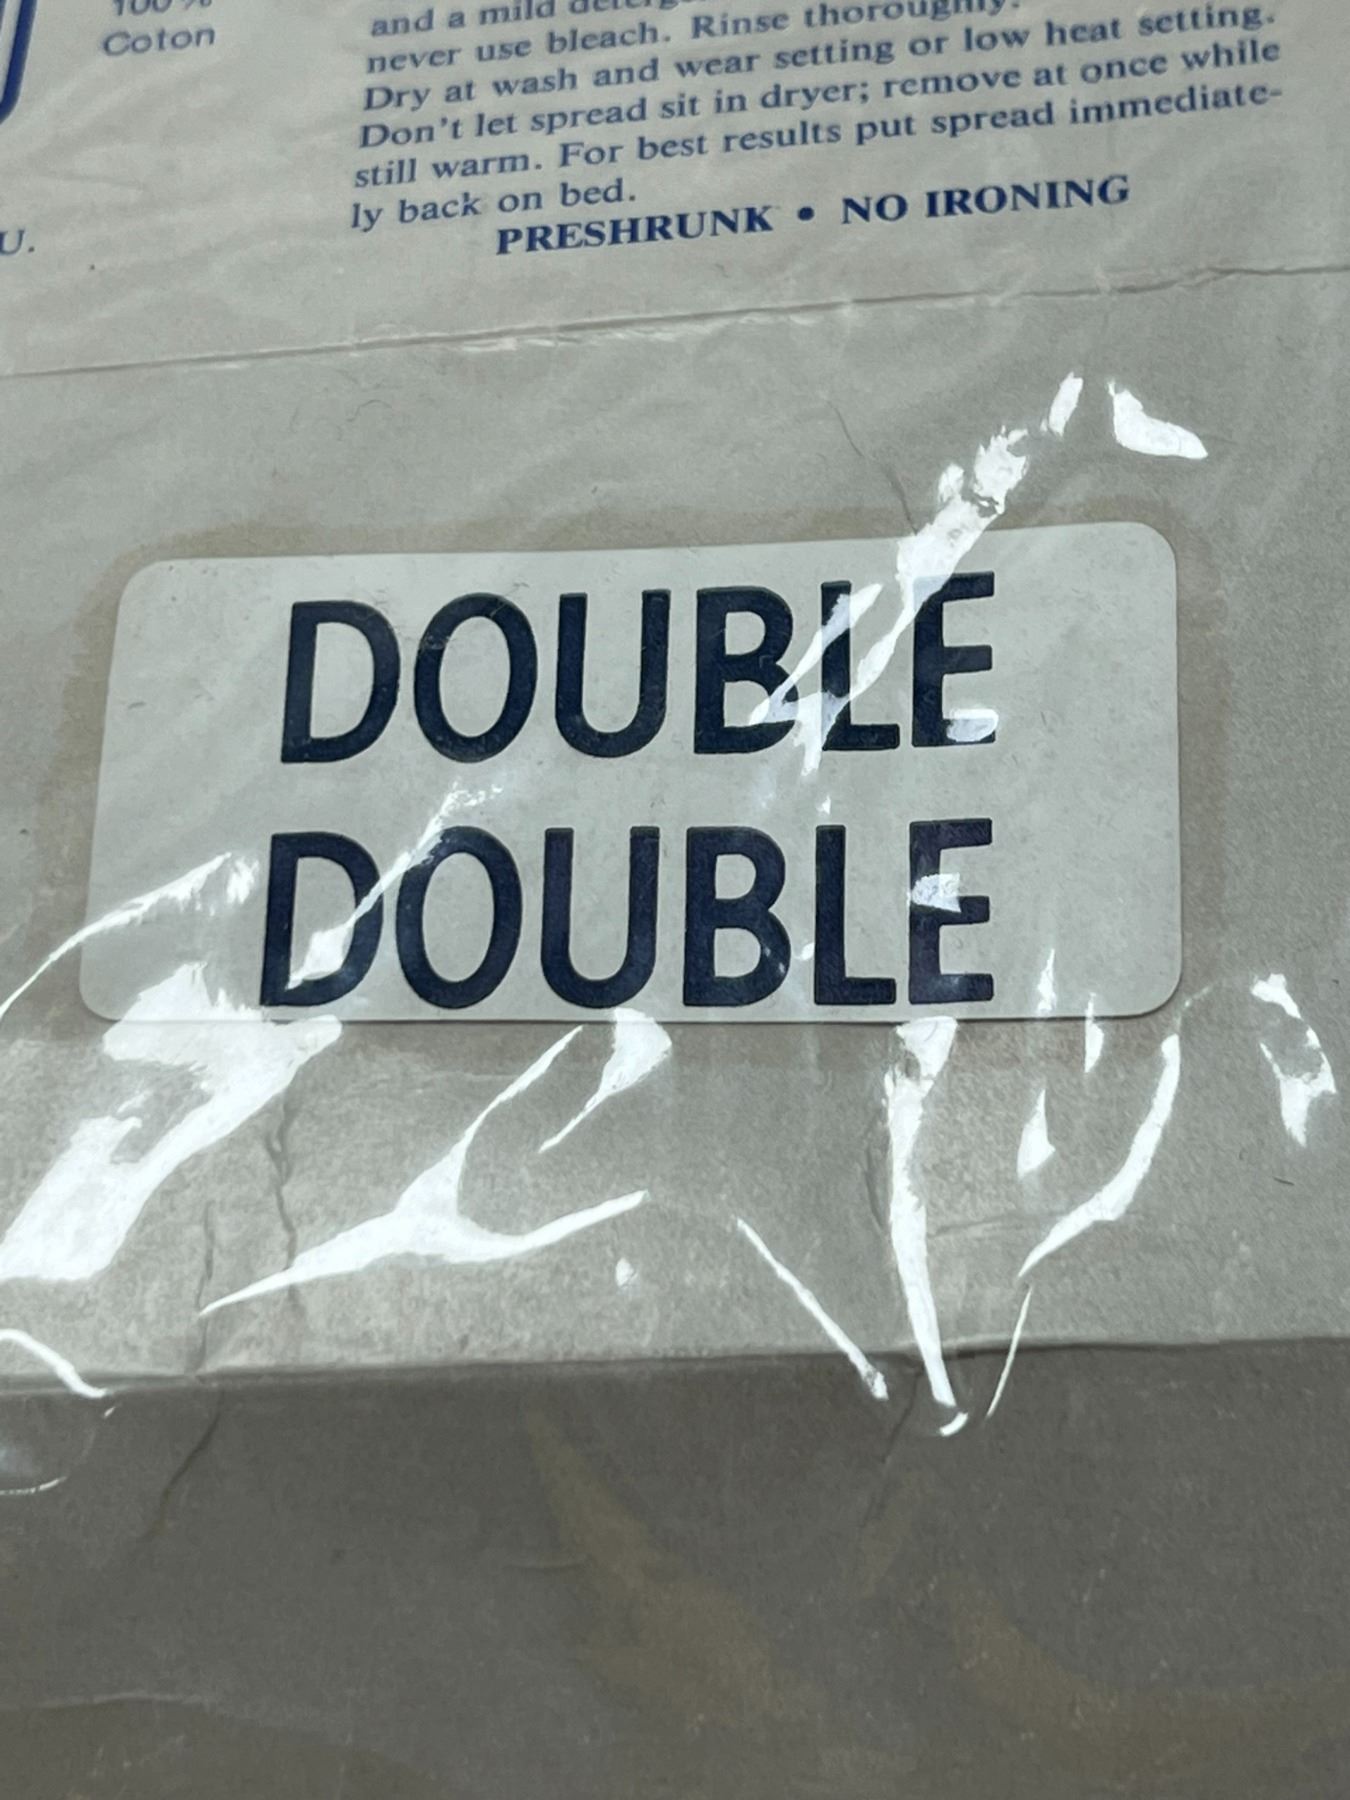 100%
Coton
U.
and a mild
never use bleach. Rinse thoroughly.
Dry at wash and wear setting or low heat setting.
Don't let spread sit in dryer; remove at once while
still warm. For best results put spread immediate-
ly back on bed.
PRESHRUNK • NO IRONING
DOUBLE
DOUBLE